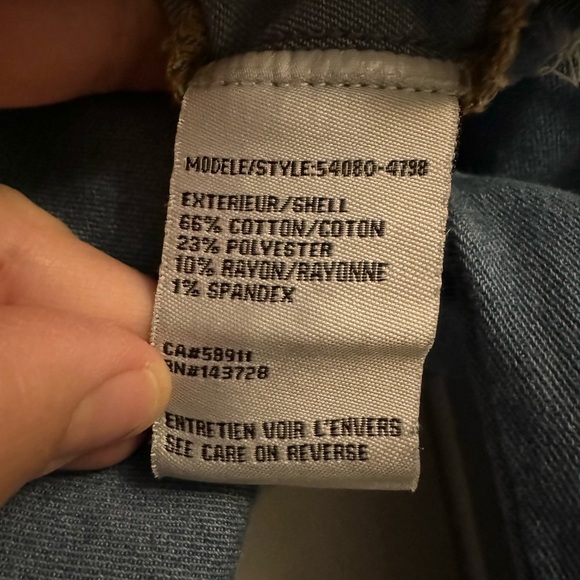 MODELE/STYLE:54080-4798
EXTERIEUR/SHELL
66% COTTON/COTON
23% POLYESTER
10% RAYON/RAYONNE
1% SPANDEX
CA#58911
RN#143728
ENTRETIEN VOIR L'ENVERS
SEE CARE ON REVERSE